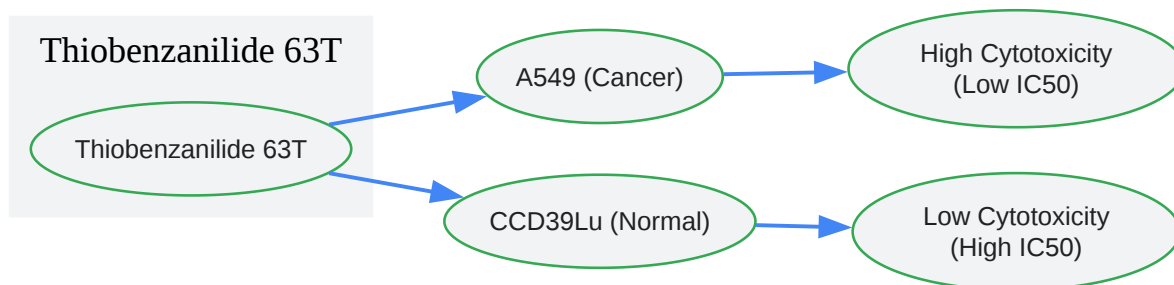 Thiobenzanilide 63T
Thiobenzanilide 63T
A549 (Cancer)
High Cytotoxicity
(Low IC50)
CCD39Lu (Normal)
Low Cytotoxicity
(High IC50)